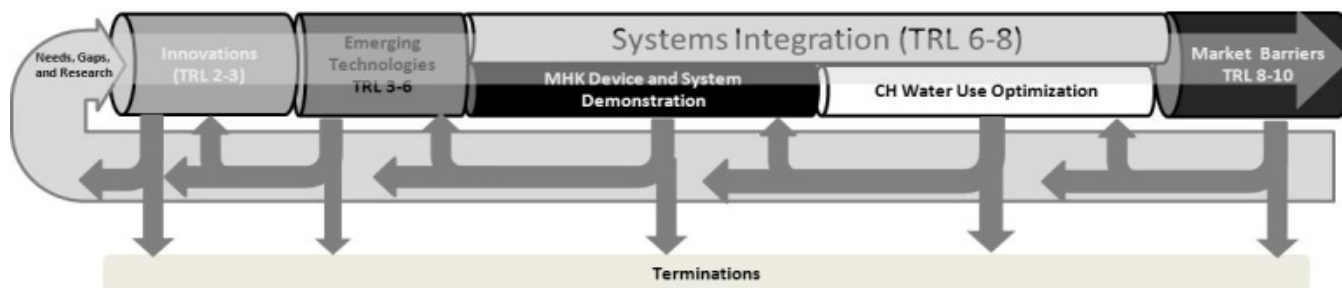 Needs, Gaps,
and Research
Innovations
(TRL 2-3)
Emerging
Technologies
TRL 3-6
Systems Integration (TRL 6-8)
MHK Device and System
Demonstration
CH Water Use Optimization
Market Barriers
TRL 8-10
Terminations